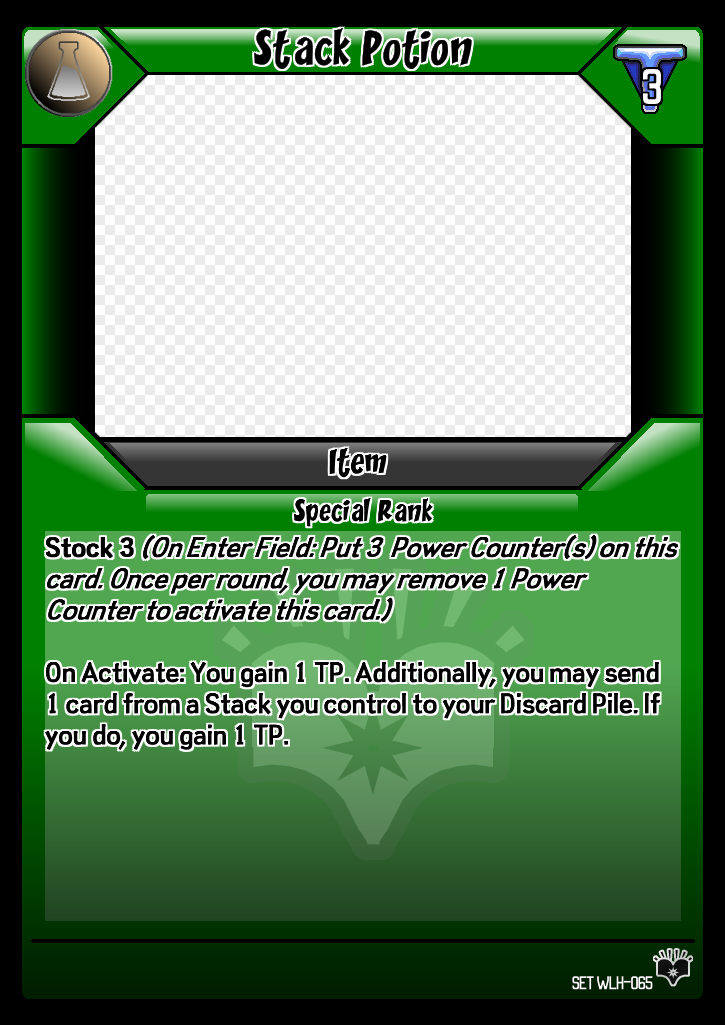 Stack Potion
3
Item
Special Rank
Stock 3 (On Enter Field: Put 3 Power Counter(s) on this
card. Once per round, you may remove 1 Power
Counter to activate this card.)
On Activate: You gain 1 TP. Additionally, you may send
1 card from a Stack you control to your Discard Pile. If
you do, you gain 1 TP.
SET WLH-065